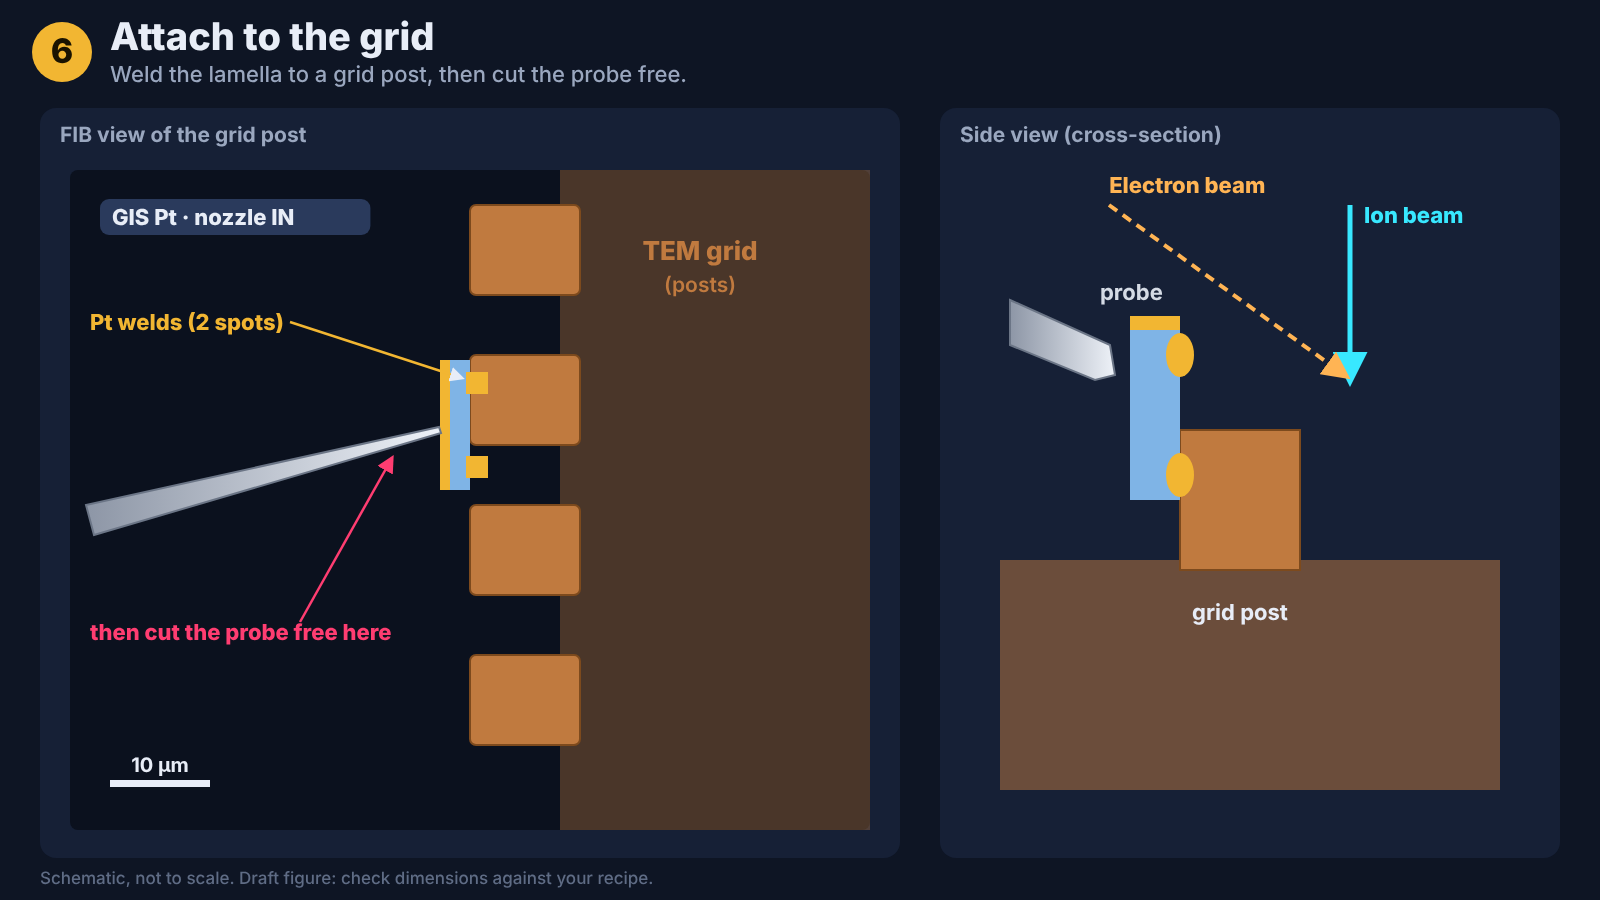 6
Attach to the grid
Weld the lamella to a grid post, then cut the probe free.
FIB view of the grid post
GIS Pt · nozzle IN
TEM grid
(posts)
Pt welds (2 spots)
then cut the probe free here
10 µm
Side view (cross-section)
Electron beam
Ion beam
probe
grid post
Schematic, not to scale. Draft figure: check dimensions against your recipe.